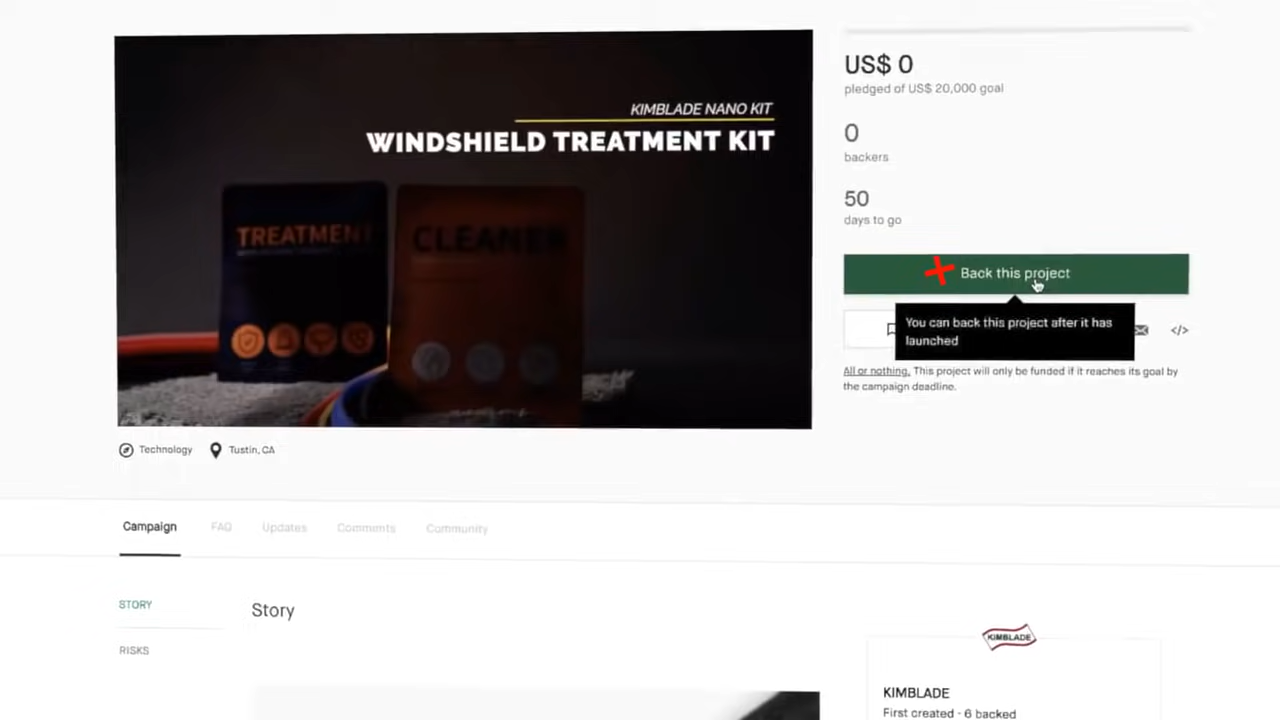 KIMBLADE NANO KIT
WINDSHIELD TREATMENT KIT
TREATMENT
CLEANER
Technology
Tustin, CA
US$ 0
pledged of US$ 20,000 goal
0
backers
50
days to go
Back this project
You can back this project after it has
launched
</>
All or nothing. This project will only be funded if it reaches its goal by
the campaign deadline.
Campaign
FAQ
Updates
Comments
Community
STORY
RISKS
Story
KIMBLADE
KIMBLADE
First created · 6 backed